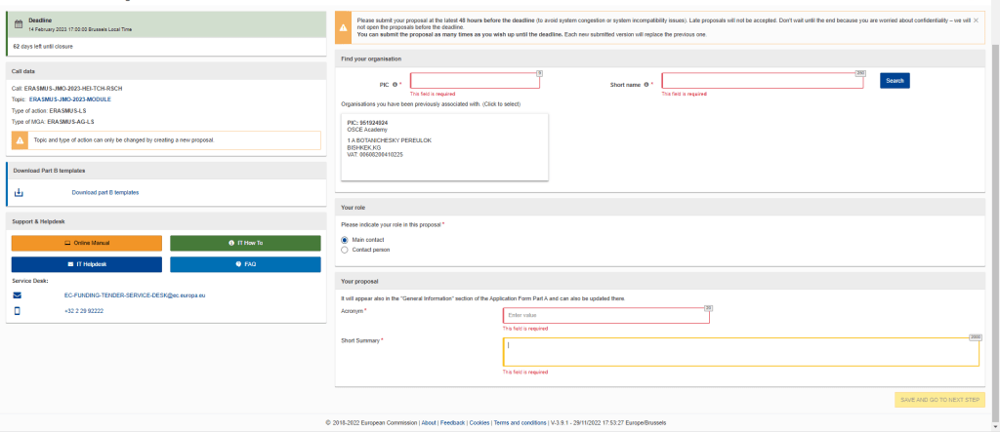 Deadline
14 February 2023 17:00:00 Brussels Local Time
62 days left until closure
Call data
Call: ERASMUS-JMO-2023-HEI-TCH-RSCH
Topic: ERASMUS-JMO-2023-MODULE
Type of action: ERASMUS-LS
Type of MGA: ERASMUS-AG-LS
Topic and type of action can only be changed by creating a new proposal.
Download Part B templates
Download part B templates
Support & Helpdesk
Online Manual
IT How To
IT Helpdesk
FAQ
Service Desk:
EC-FUNDING-TENDER-SERVICE-DESK@ec.europa.eu
+32 2 29 92222
Please submit your proposal at the latest 48 hours before the deadline (to avoid system congestion or system incompatibility issues). Late proposals will not be accepted. Don't wait until the end because you are worried about confidentiality – we will
not open the proposals before the deadline
You can submit the proposal as many times as you wish up until the deadline. Each new submitted version will replace the previous one.
Find your organisation
PIC *
9
This field is required
Short name *
200
This field is required
Search
Organisations you have been previously associated with. (Click to select)
PIC: 951924924
OSCE Academy
1 A BOTANICHESKY PEREULOK
BISHKEK,KG
VAT: 00608200410225
Your role
Please indicate your role in this proposal *
Main contact
Contact person
Your proposal
It will appear also in the "General Information" section of the Application Form Part A and can also be updated there.
Acronym *
20
Enter value
This field is required
Short Summary *
2000
This field is required
SAVE AND GO TO NEXT STEP
© 2018-2022 European Commission | About | Feedback | Cookies | Terms and conditions | V-3.9.1 - 29/11/2022 17:53:27 Europe/Brussels